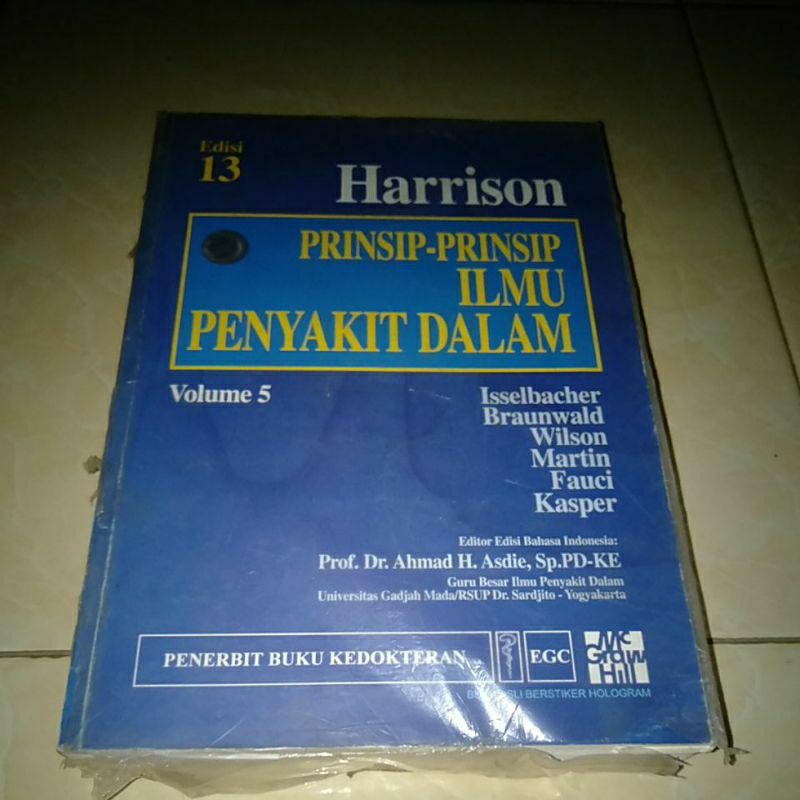 Edisi
13
Harrison
PRINSIP-PRINSIP
ILMU
PENYAKIT DALAM
Volume 5
Isselbacher
Braunwald
Wilson
Martin
Fauci
Kasper
Editor Edisi Bahasa Indonesia:
Prof. Dr. Ahmad H. Asdie, Sp.PD-KE
Guru Besar Ilmu Penyakit Dalam
Universitas Gadjah Mada/RSUP Dr. Sardjito - Yogyakarta
PENERBIT BUKU KEDOKTERAN
EGC
Mc
Graw
Hill
BERSTIKER HOLOGRAM